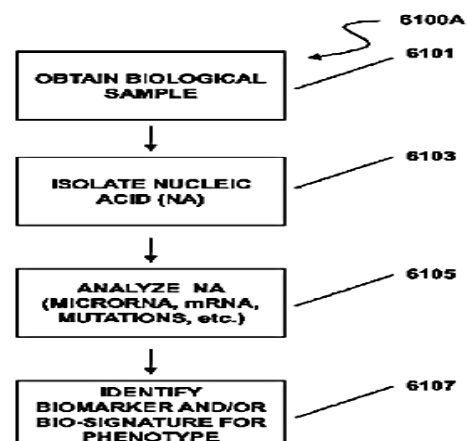 6100A
OBTAIN BIOLOGICAL
SAMPLE
6101
ISOLATE NUCLEIC
ACID (NA)
6103
ANALYZE NA
(MICRORNA, mRNA,
MUTATIONS, etc.)
6105
IDENTIFY
BIOMARKER AND/OR
BIO-SIGNATURE FOR
PHENOTYPE
6107